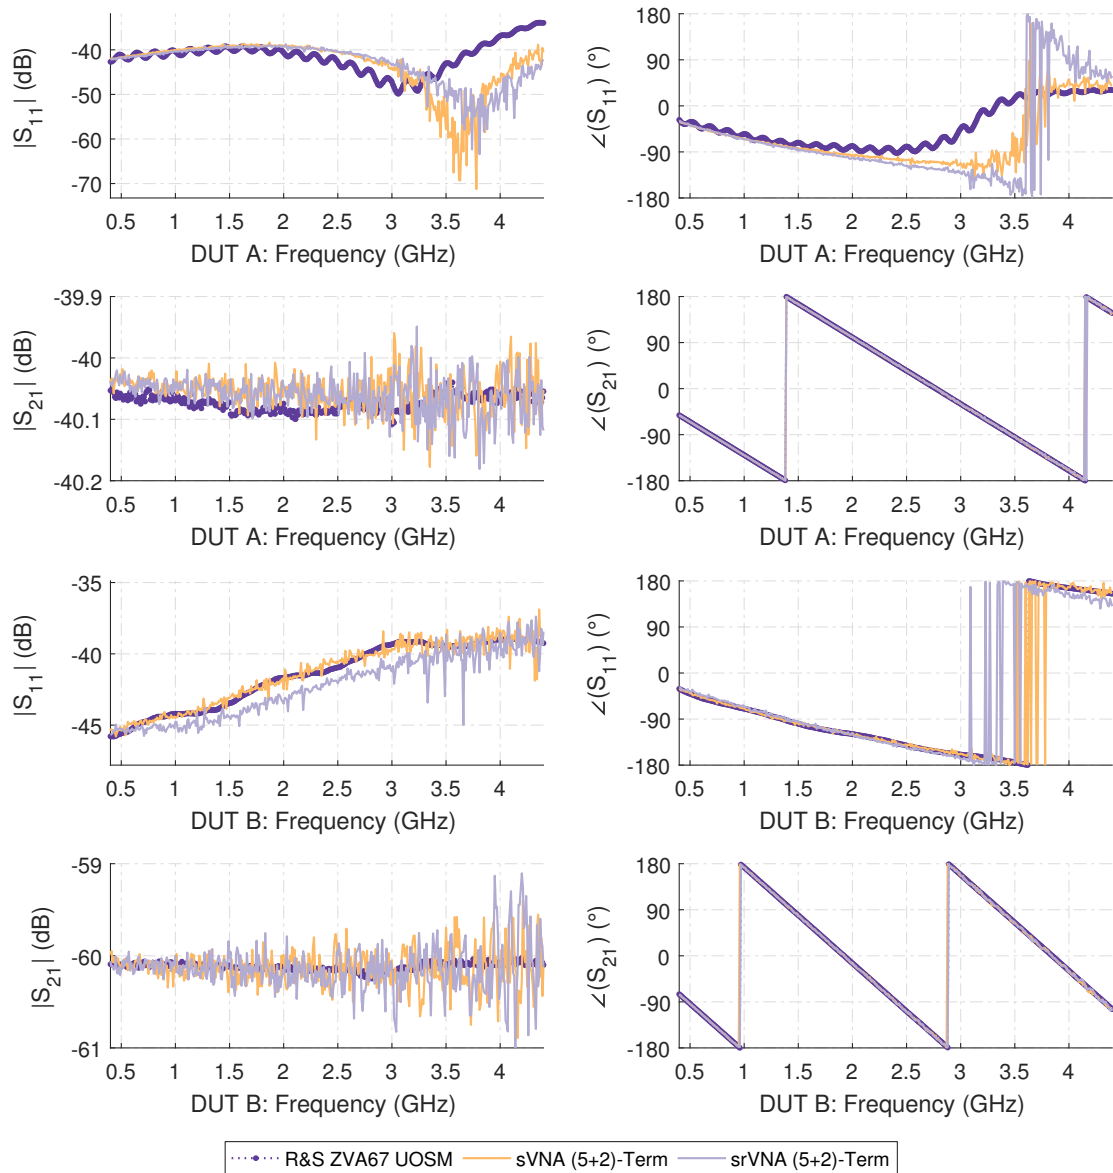 |S11| (dB)
-40
-50
-60
-70
0.5 1 1.5 2 2.5 3 3.5 4
DUT A: Frequency (GHz)
∠(S11) (°)
180
90
0
-90
-180
0.5 1 1.5 2 2.5 3 3.5 4
DUT A: Frequency (GHz)
|S21| (dB)
-39.9
-40
-40.1
-40.2
0.5 1 1.5 2 2.5 3 3.5 4
DUT A: Frequency (GHz)
∠(S21) (°)
180
90
0
-90
-180
0.5 1 1.5 2 2.5 3 3.5 4
DUT A: Frequency (GHz)
|S11| (dB)
-35
-40
-45
0.5 1 1.5 2 2.5 3 3.5 4
DUT B: Frequency (GHz)
∠(S11) (°)
180
90
0
-90
-180
0.5 1 1.5 2 2.5 3 3.5 4
DUT B: Frequency (GHz)
|S21| (dB)
-59
-60
-61
0.5 1 1.5 2 2.5 3 3.5 4
DUT B: Frequency (GHz)
∠(S21) (°)
180
90
0
-90
-180
0.5 1 1.5 2 2.5 3 3.5 4
DUT B: Frequency (GHz)
R&S ZVA67 UOSM sVNA (5+2)-Term srVNA (5+2)-Term